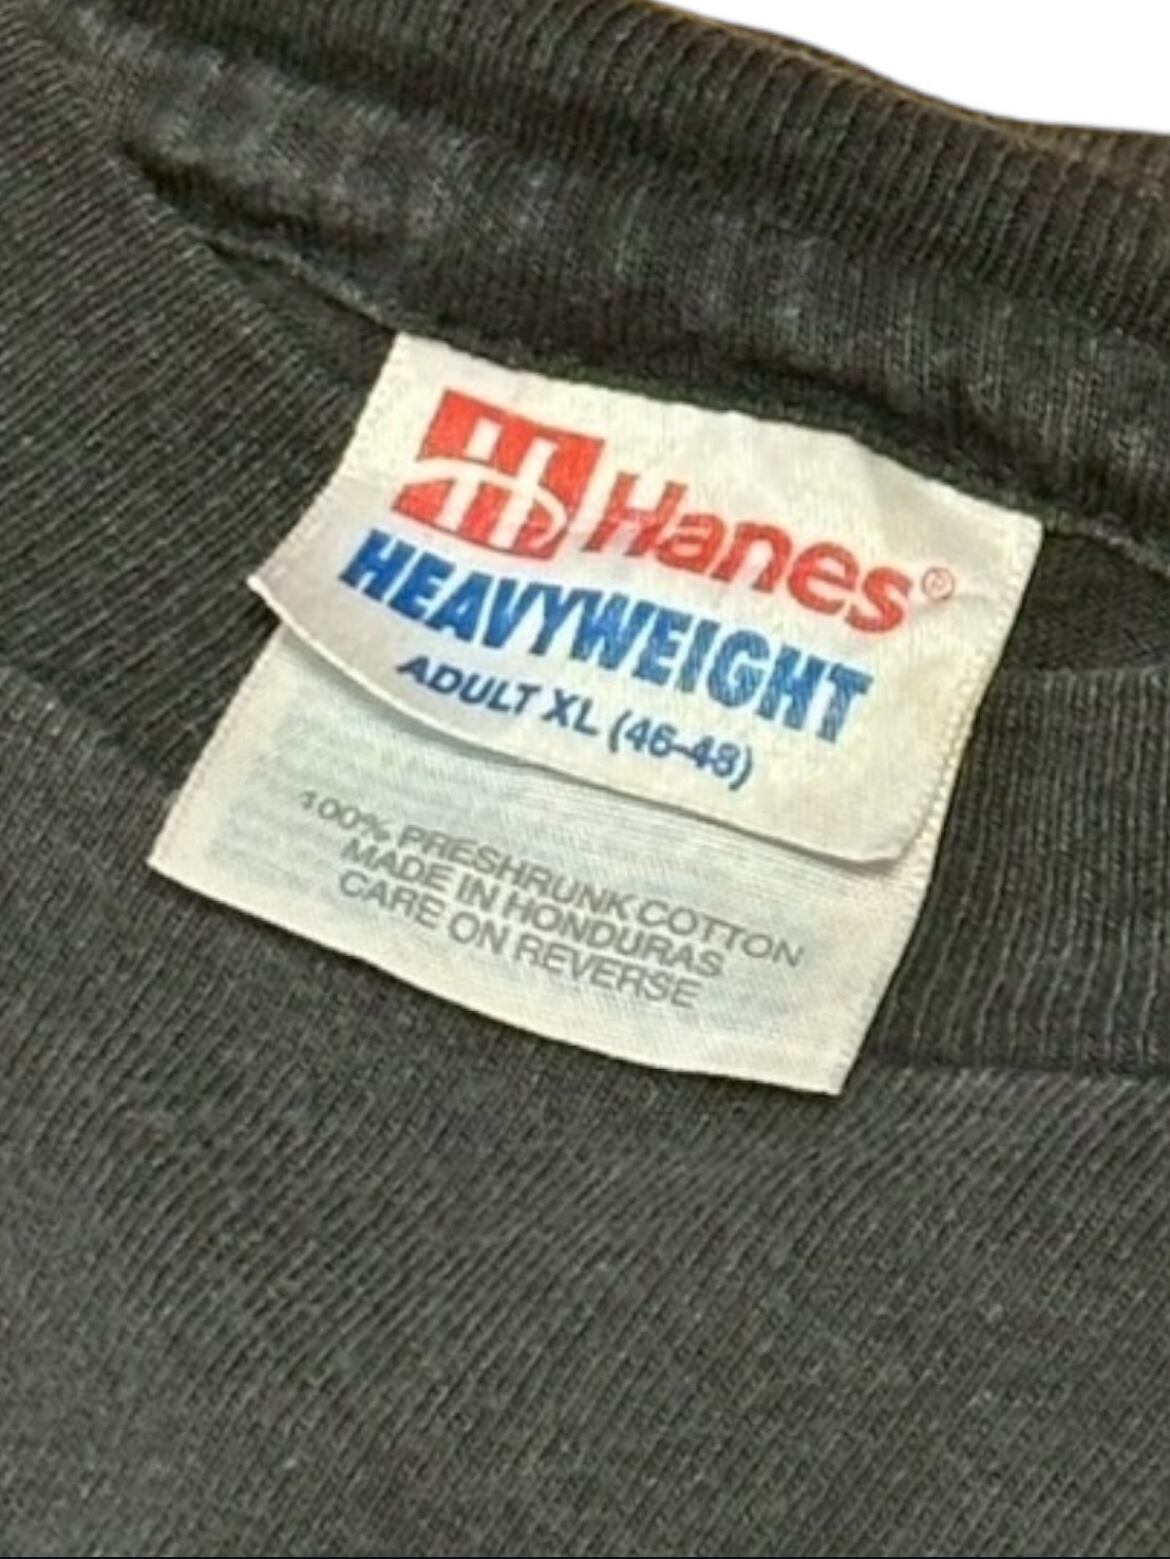 Hanes®
HEAVYWEIGHT
ADULT XL (46-48)
100% PRESHRUNK COTTON
MADE IN HONDURAS
CARE ON REVERSE